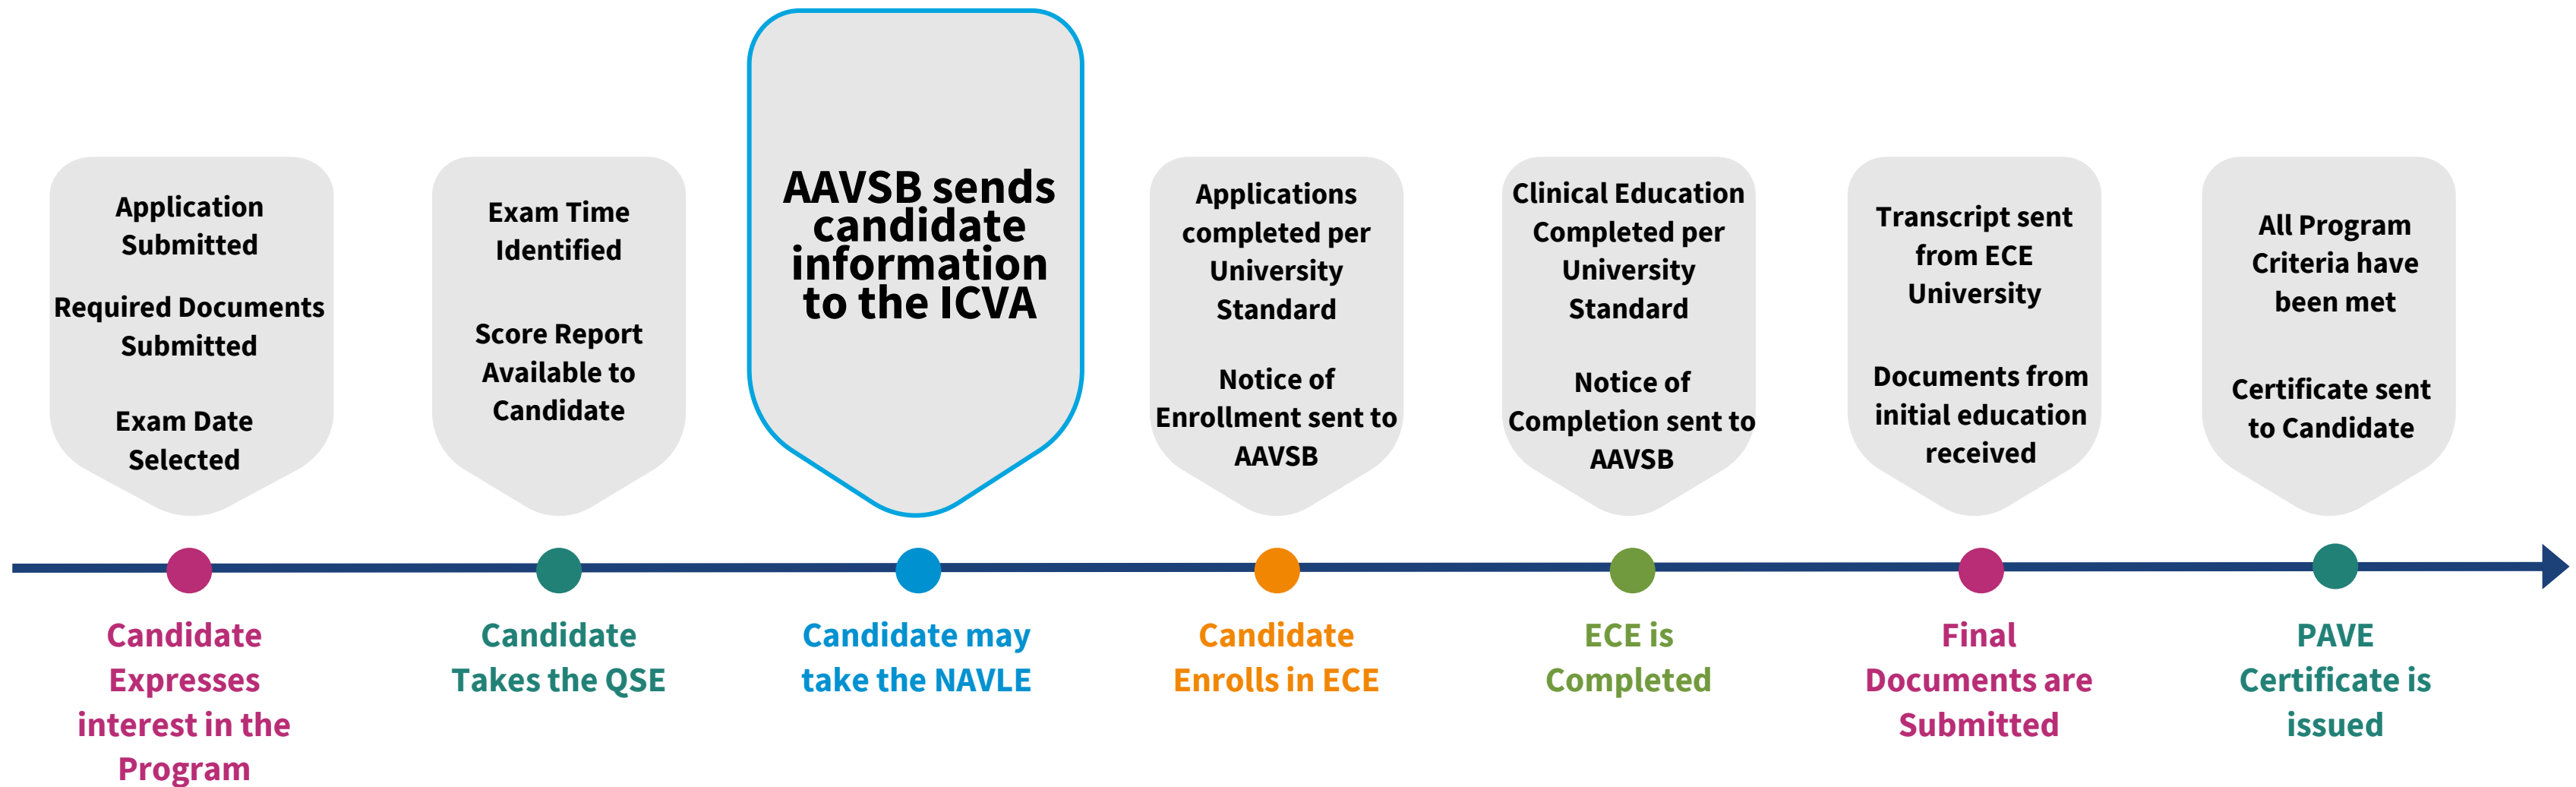 Application
Submitted
Required Documents
Submitted
Exam Date
Selected
Candidate
Expresses
interest in the
Program
Exam Time
Identified
Score Report
Available to
Candidate
Candidate
Takes the QSE
AAVSB sends
candidate
information
to the ICVA
Candidate may
take the NAVLE
Applications
completed per
University
Standard
Notice of
Enrollment sent to
AAVSB
Candidate
Enrolls in ECE
Clinical Education
Completed per
University
Standard
Notice of
Completion sent to
AAVSB
ECE is
Completed
Transcript sent
from ECE
University
Documents from
initial education
received
Final
Documents are
Submitted
All Program
Criteria have
been met
Certificate sent
to Candidate
PAVE
Certificate is
issued